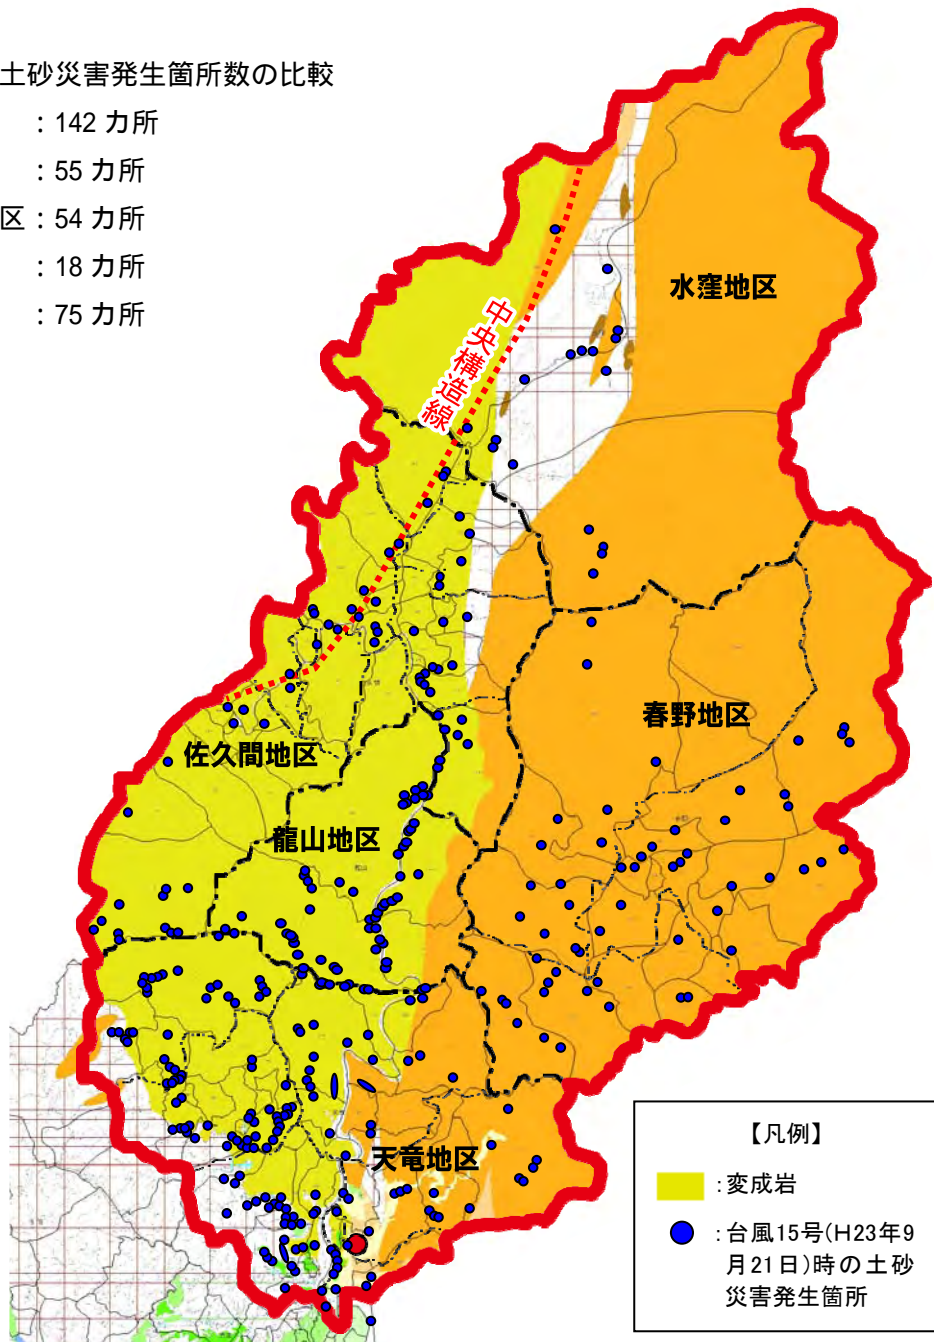 土砂災害発生箇所数の比較
：142 カ所
：55 カ所
区：54 カ所
：18 カ所
：75 カ所
水窪地区
中央構造線
春野地区
佐久間地区
龍山地区
天竜地区
【凡例】
：変成岩
：台風15号(H23年9
月21日)時の土砂
災害発生箇所